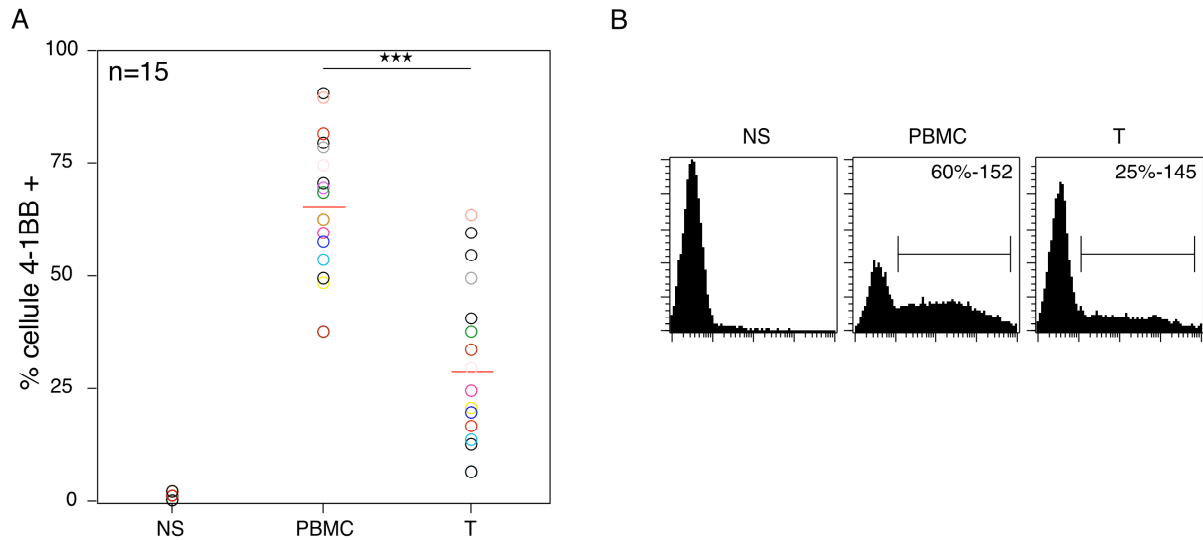 A
% cellule 4-1BB +
100
75
50
25
0
n=15
★★★
NS
PBMC
T
B
NS
PBMC
T
60%-152
25%-145